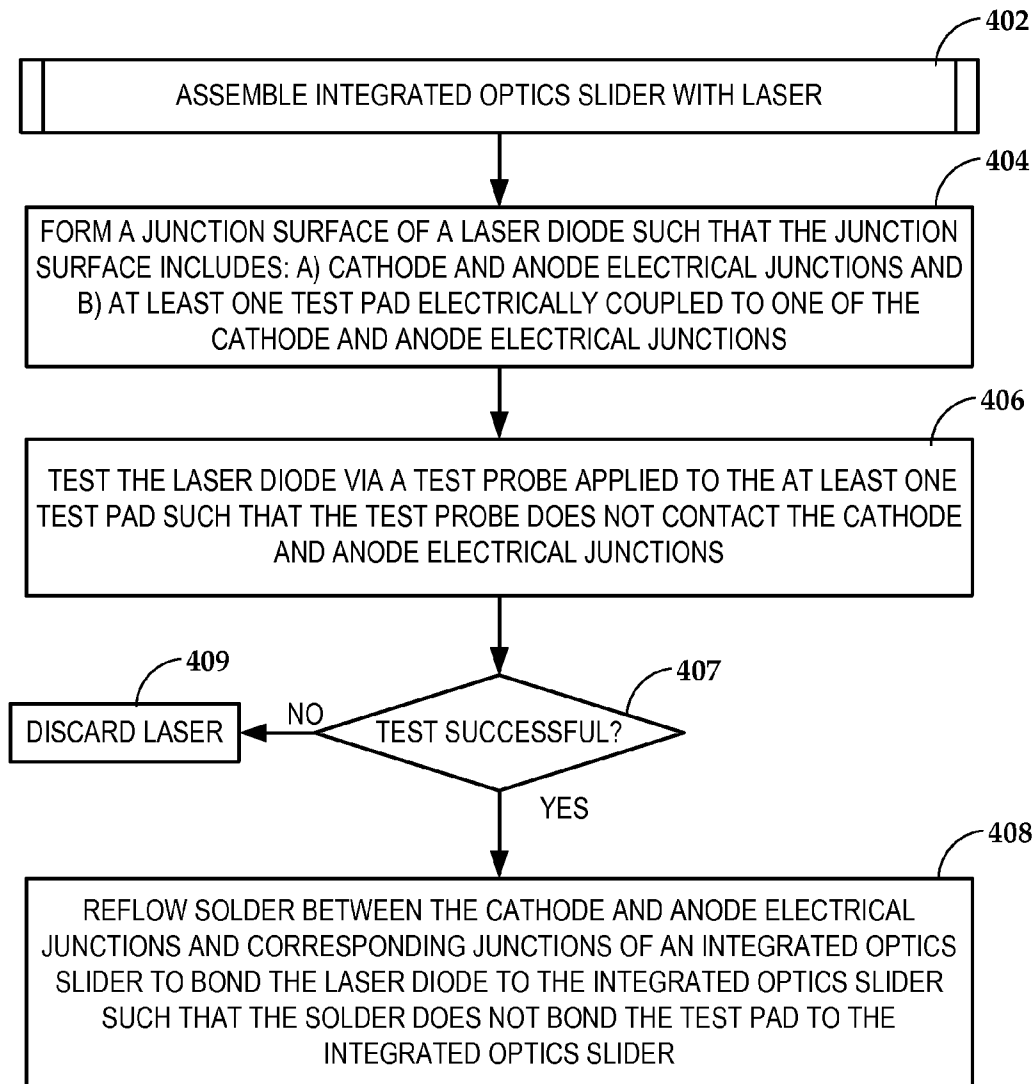 402
ASSEMBLE INTEGRATED OPTICS SLIDER WITH LASER
404
FORM A JUNCTION SURFACE OF A LASER DIODE SUCH THAT THE JUNCTION
SURFACE INCLUDES: A) CATHODE AND ANODE ELECTRICAL JUNCTIONS AND
B) AT LEAST ONE TEST PAD ELECTRICALLY COUPLED TO ONE OF THE
CATHODE AND ANODE ELECTRICAL JUNCTIONS
406
TEST THE LASER DIODE VIA A TEST PROBE APPLIED TO THE AT LEAST ONE
TEST PAD SUCH THAT THE TEST PROBE DOES NOT CONTACT THE CATHODE
AND ANODE ELECTRICAL JUNCTIONS
409
407
DISCARD LASER
NO
TEST SUCCESSFUL?
YES
408
REFLOW SOLDER BETWEEN THE CATHODE AND ANODE ELECTRICAL
JUNCTIONS AND CORRESPONDING JUNCTIONS OF AN INTEGRATED OPTICS
SLIDER TO BOND THE LASER DIODE TO THE INTEGRATED OPTICS SLIDER
SUCH THAT THE SOLDER DOES NOT BOND THE TEST PAD TO THE
INTEGRATED OPTICS SLIDER